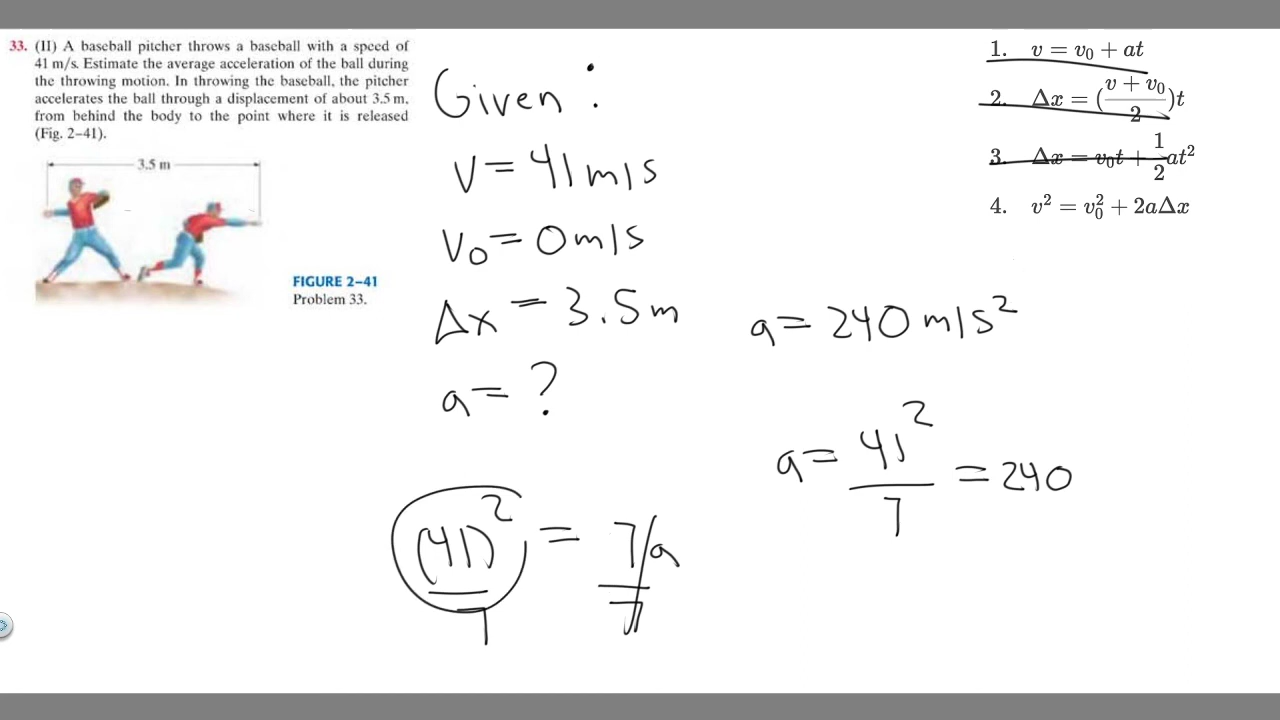 33. (II) A baseball pitcher throws a baseball with a speed of
41 m/s. Estimate the average acceleration of the ball during
the throwing motion. In throwing the baseball, the pitcher
accelerates the ball through a displacement of about 3.5 m,
from behind the body to the point where it is released
(Fig. 2–41).
3.5 m
FIGURE 2–41
Problem 33.
Given:
v = 41 m/s
v₀ = 0 m/s
Δx = 3.5 m
a = ?
(41)² / 7 = 7a / 7
1. v = v₀ + at
2. Δx = ((v + v₀)/2)t
3. Δx = v₀t + 1/2 at²
4. v² = v₀² + 2aΔx
a = 240 m/s²
a = 41² / 7 = 240